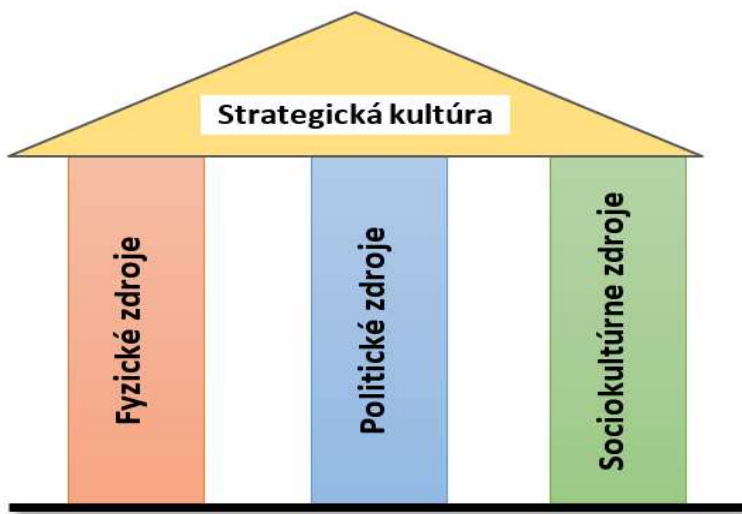 Strategická kultúra
Fyzické zdroje
Politické zdroje
Sociokultúrne zdroje